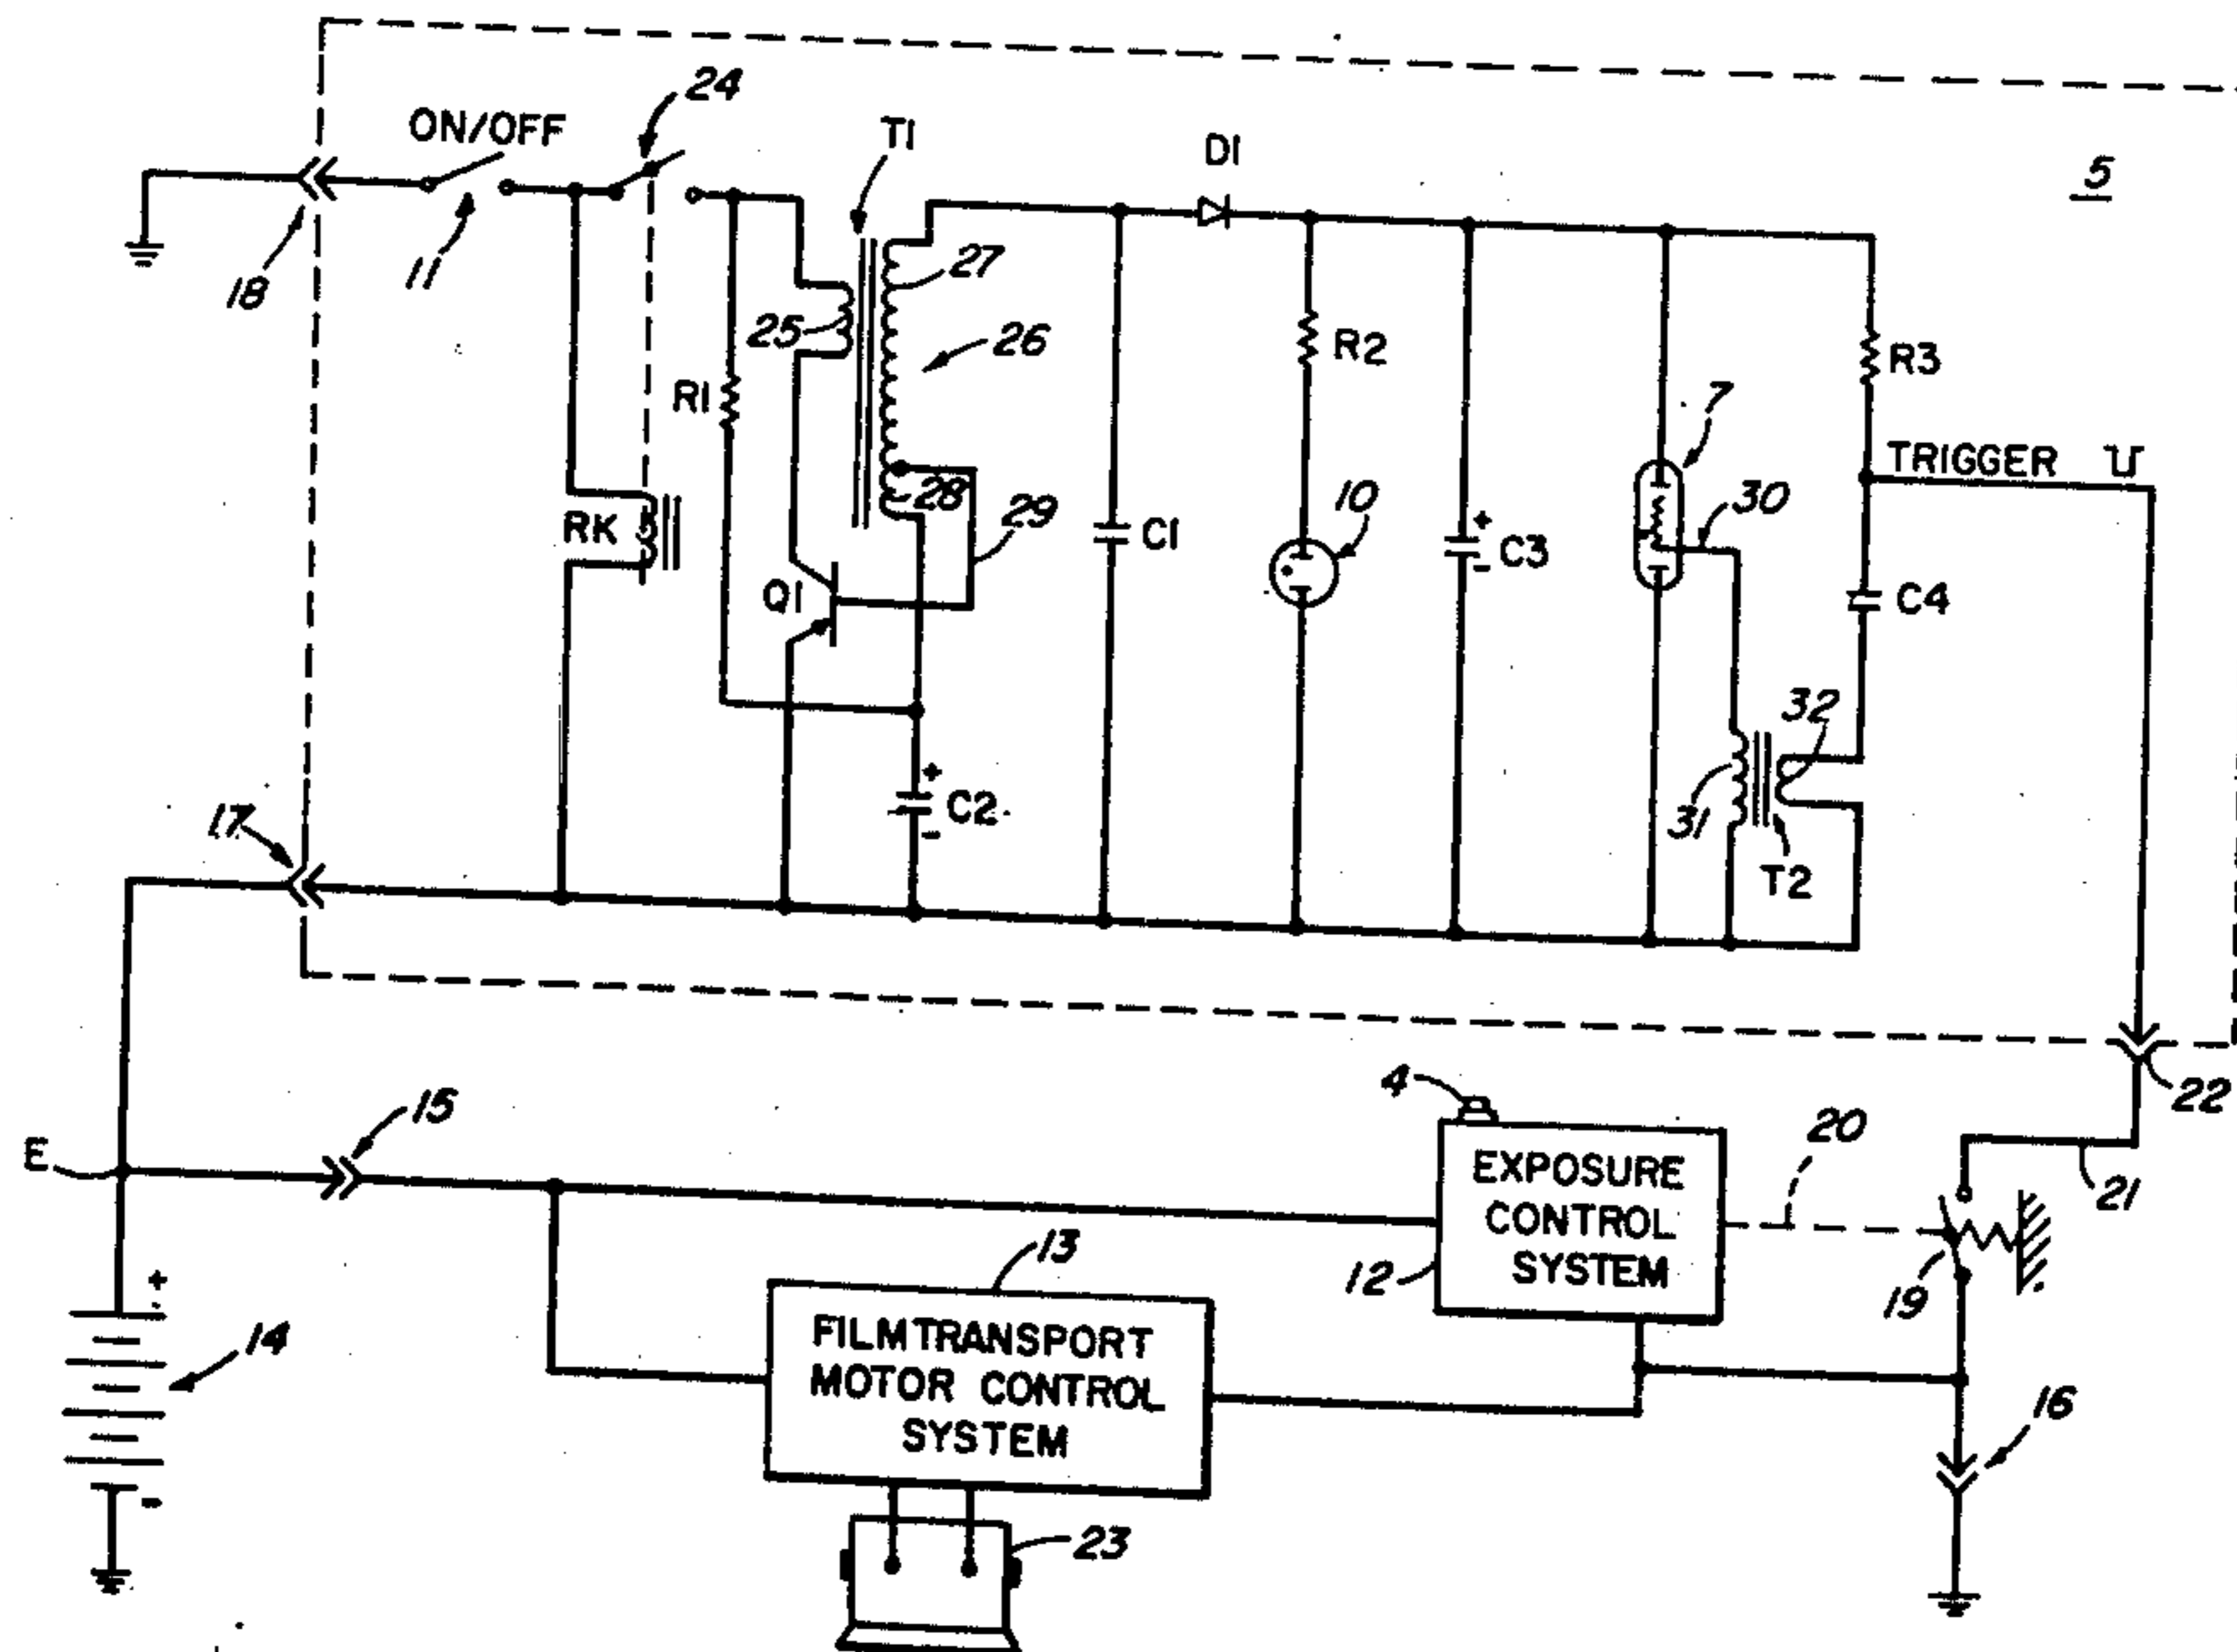 24
ON/OFF
T1
D1
5
18
11
27
25
26
R2
R3
R1
7
TRIGGER
28
29
30
RK
C1
10
+
C3
-
Q1
C4
32
+
C2
-
31
17
T2
4
22
15
20
E
EXPOSURE
CONTROL
SYSTEM
21
13
12
19
+
14
FILM TRANSPORT
MOTOR CONTROL
SYSTEM
16
-
23